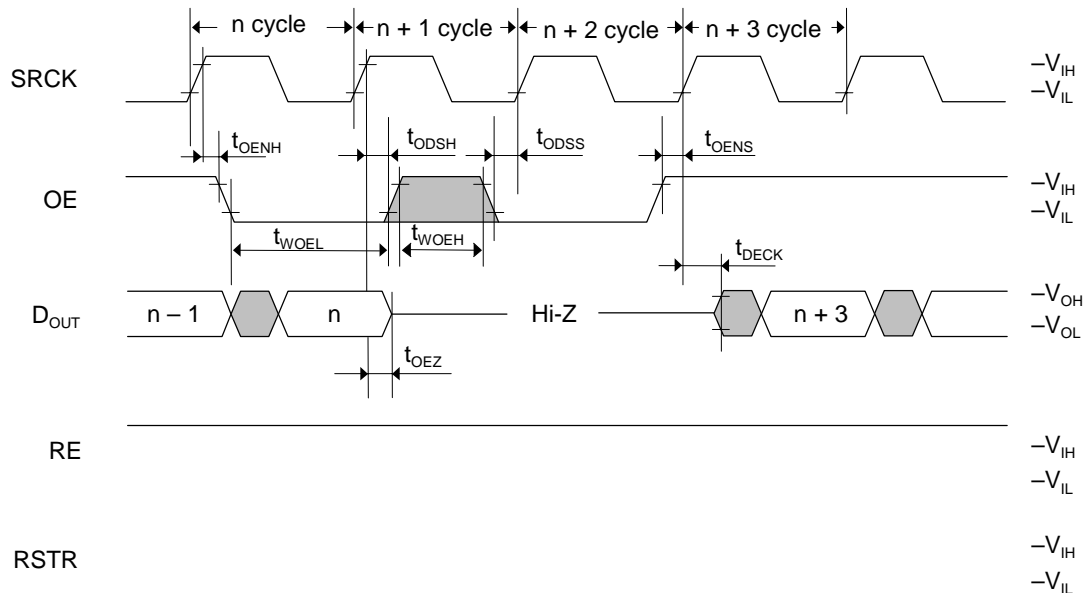 n cycle n + 1 cycle n + 2 cycle n + 3 cycle
SRCK
–VIH
–VIL
tOENH tODSH tODSS tOENS
OE
–VIH
–VIL
tWOEL tWOEH tDECK
DOUT
n – 1 n Hi-Z n + 3
–VOH
–VOL
tOEZ
RE
–VIH
–VIL
RSTR
–VIH
–VIL